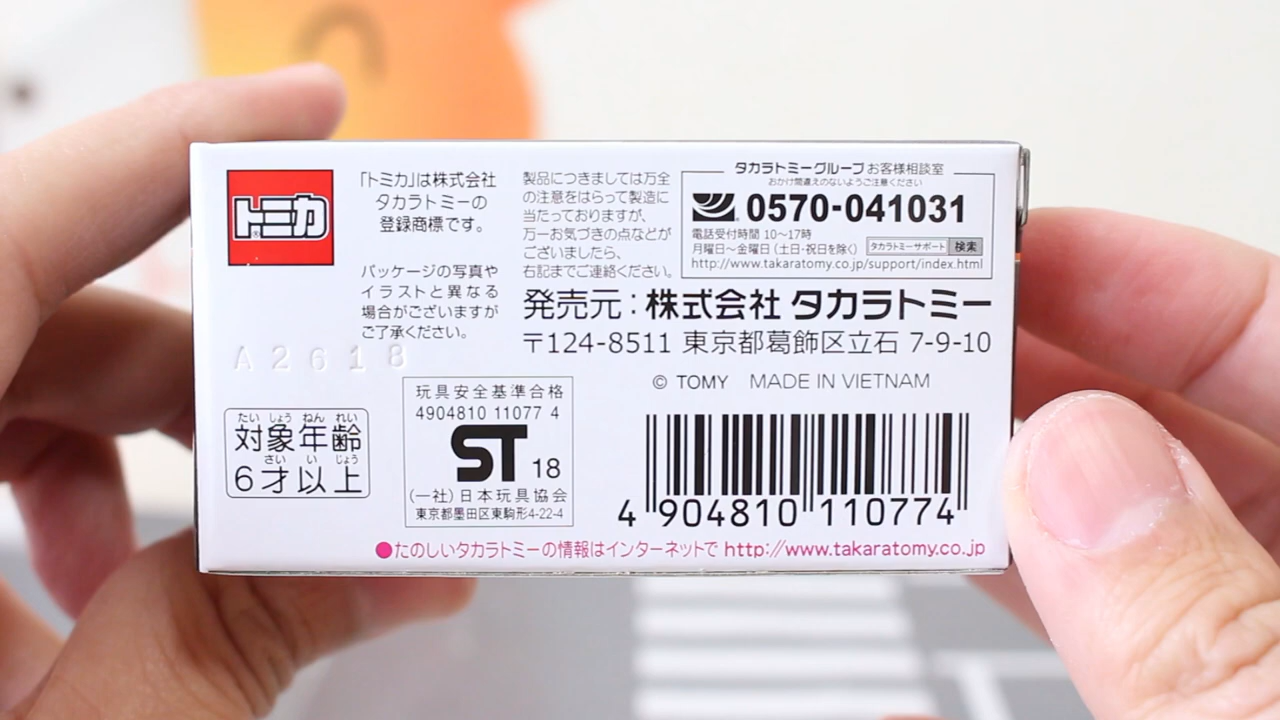 トミカ®
「トミカ」は株式会社
タカラトミーの
登録商標です。
パッケージの写真や
イラストと異なる
場合がございますが
ご了承ください。
A2618
製品につきましては万全
の注意をはらって製造に
当たっておりますが、
万一お気づきの点などが
ございましたら、
右記までご連絡ください。
タカラトミーグループ お客様相談室
おかけ間違えのないようご注意ください
0570-041031
電話受付時間 10〜17時
月曜日〜金曜日 (土日・祝日を除く) タカラトミーサポート 検索
http://www.takaratomy.co.jp/support/index.html
発売元:株式会社 タカラトミー
〒124-8511 東京都葛飾区立石 7-9-10
© TOMY MADE IN VIETNAM
たい しょう ねん れい
対象年齢
さい い じょう
6才以上
玩具安全基準合格
4904810 11077 4
ST 18
(一社)日本玩具協会
東京都墨田区東駒形4-22-4
4 904810 110774
●たのしいタカラトミーの情報はインターネットで http://www.takaratomy.co.jp